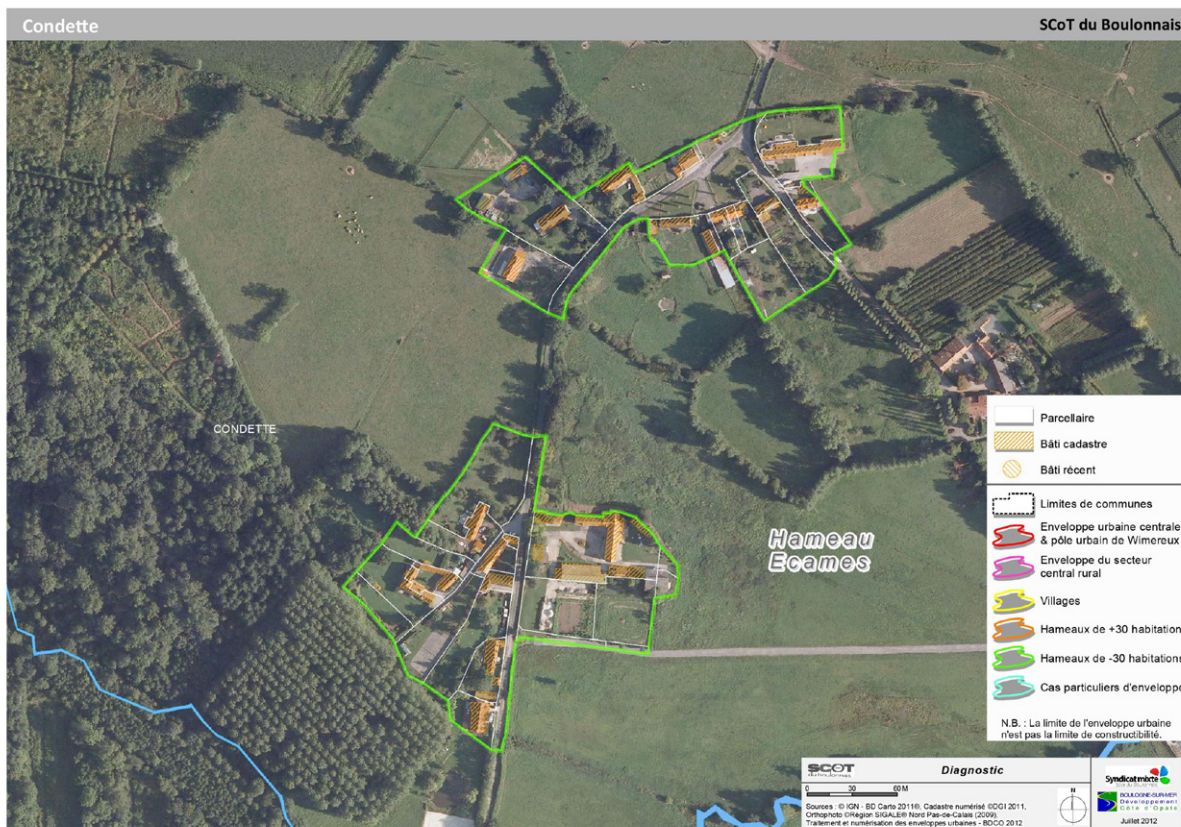 Condette
SCoT du Boulonnais
CONDETTE
Hameau
Ecames
Parcellaire
Bâti cadastre
Bâti récent
Limites de communes
Enveloppe urbaine centrale
& pôle urbain de Wimereux
Enveloppe du secteur
central rural
Villages
Hameaux de +30 habitation
Hameaux de -30 habitations
Cas particuliers d'enveloppe
N.B. : La limite de l'enveloppe urbaine
n'est pas la limite de constructibilité.
SCOT
du boulonnais
Diagnostic
0 30 60 M
Sources : © IGN - BD Carto 2011®, Cadastre numérisé ©DGI 2011,
Orthophoto ©Région SIGALE® Nord Pas-de-Calais (2009),
Traitement et numérisation des enveloppes urbaines - BDCO 2012
N
Syndicat mixte
BOULOGNE-SUR-MER
Développement
Côte d'Opale
Juillet 2012